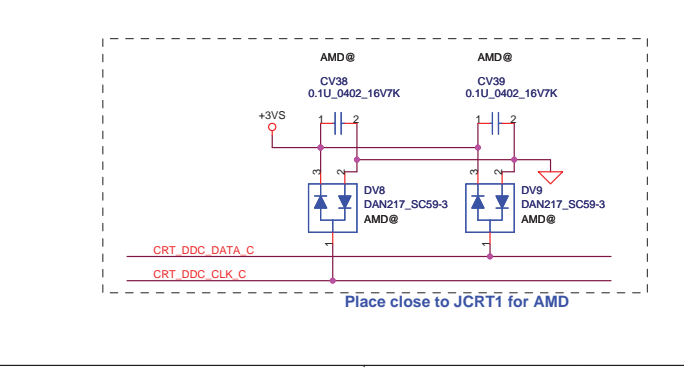 AMD@ AMD@
CV38 CV39
0.1U_0402_16V7K 0.1U_0402_16V7K
+3VS 1 2 1 2
3 2 3 2
DV8 DV9
DAN217_SC59-3 DAN217_SC59-3
AMD@ AMD@
1 1
CRT_DDC_DATA_C
CRT_DDC_CLK_C
Place close to JCRT1 for AMD